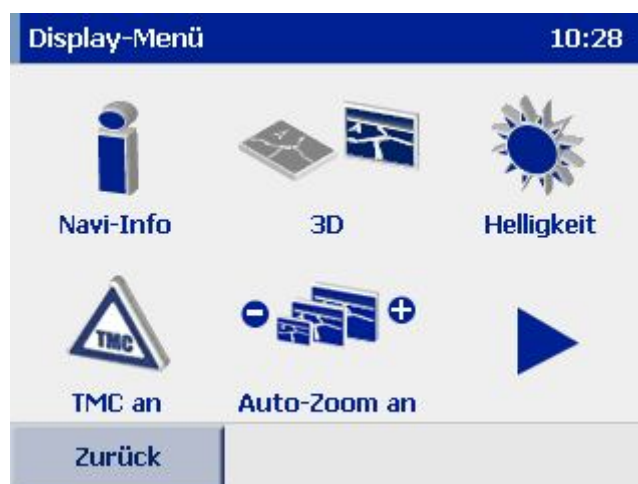 Display-Menü 10:28
Navi-Info 3D Helligkeit
TMC
TMC an Auto-Zoom an
Zurück